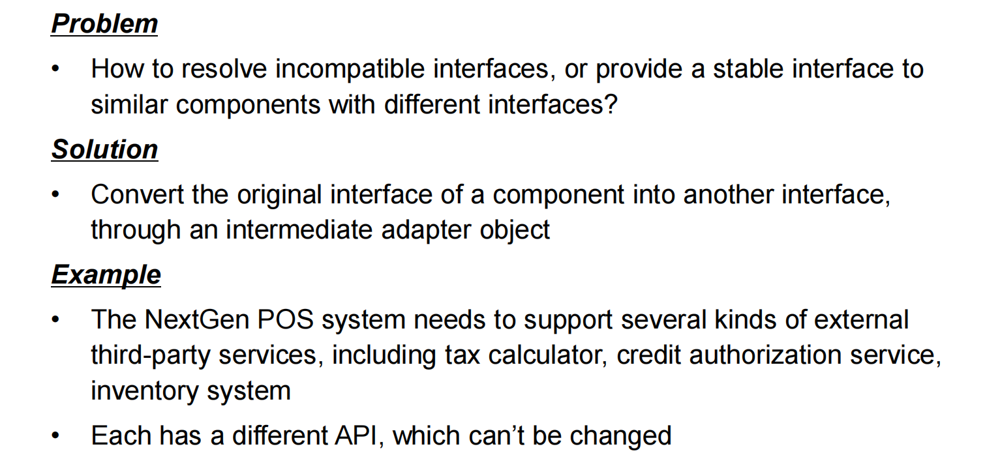 Problem
• How to resolve incompatible interfaces, or provide a stable interface to
similar components with different interfaces?
Solution
• Convert the original interface of a component into another interface,
through an intermediate adapter object
Example
• The NextGen POS system needs to support several kinds of external
third-party services, including tax calculator, credit authorization service,
inventory system
• Each has a different API, which can’t be changed